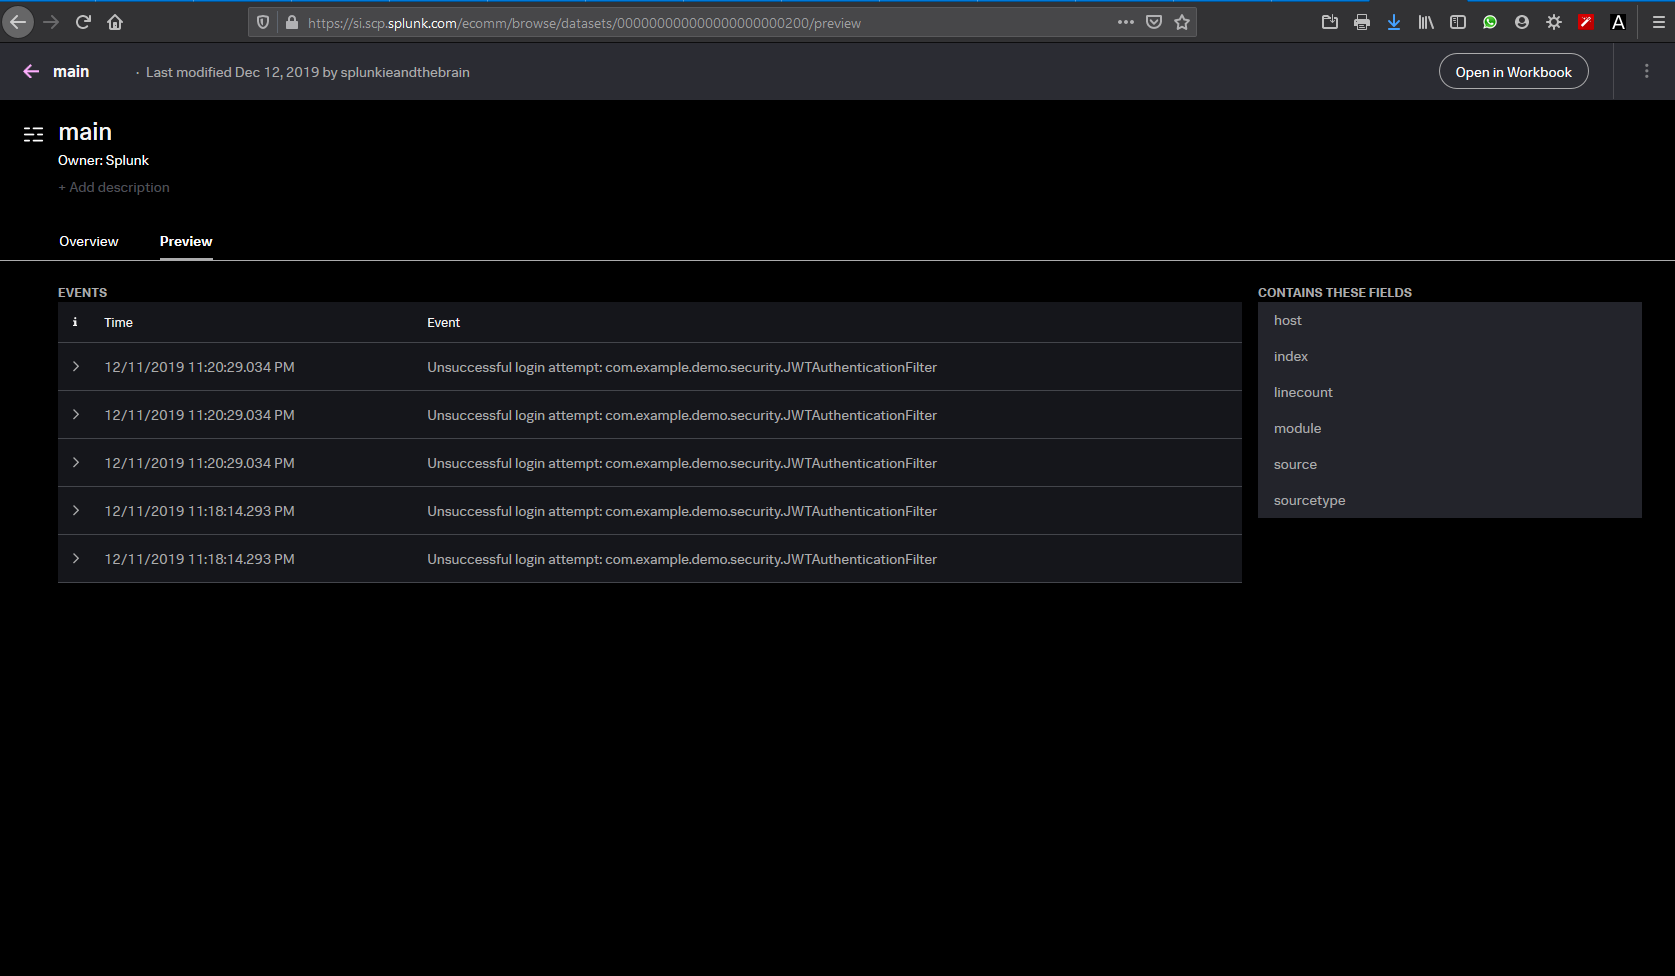 https://si.scp.splunk.com/ecomm/browse/datasets/000000000000000000000200/preview
A
main · Last modified Dec 12, 2019 by splunkieandthebrain Open in Workbook
main
Owner: Splunk
+ Add description
Overview Preview
EVENTS
i Time Event
12/11/2019 11:20:29.034 PM Unsuccessful login attempt: com.example.demo.security.JWTAuthenticationFilter
12/11/2019 11:20:29.034 PM Unsuccessful login attempt: com.example.demo.security.JWTAuthenticationFilter
12/11/2019 11:20:29.034 PM Unsuccessful login attempt: com.example.demo.security.JWTAuthenticationFilter
12/11/2019 11:18:14.293 PM Unsuccessful login attempt: com.example.demo.security.JWTAuthenticationFilter
12/11/2019 11:18:14.293 PM Unsuccessful login attempt: com.example.demo.security.JWTAuthenticationFilter
CONTAINS THESE FIELDS
host
index
linecount
module
source
sourcetype